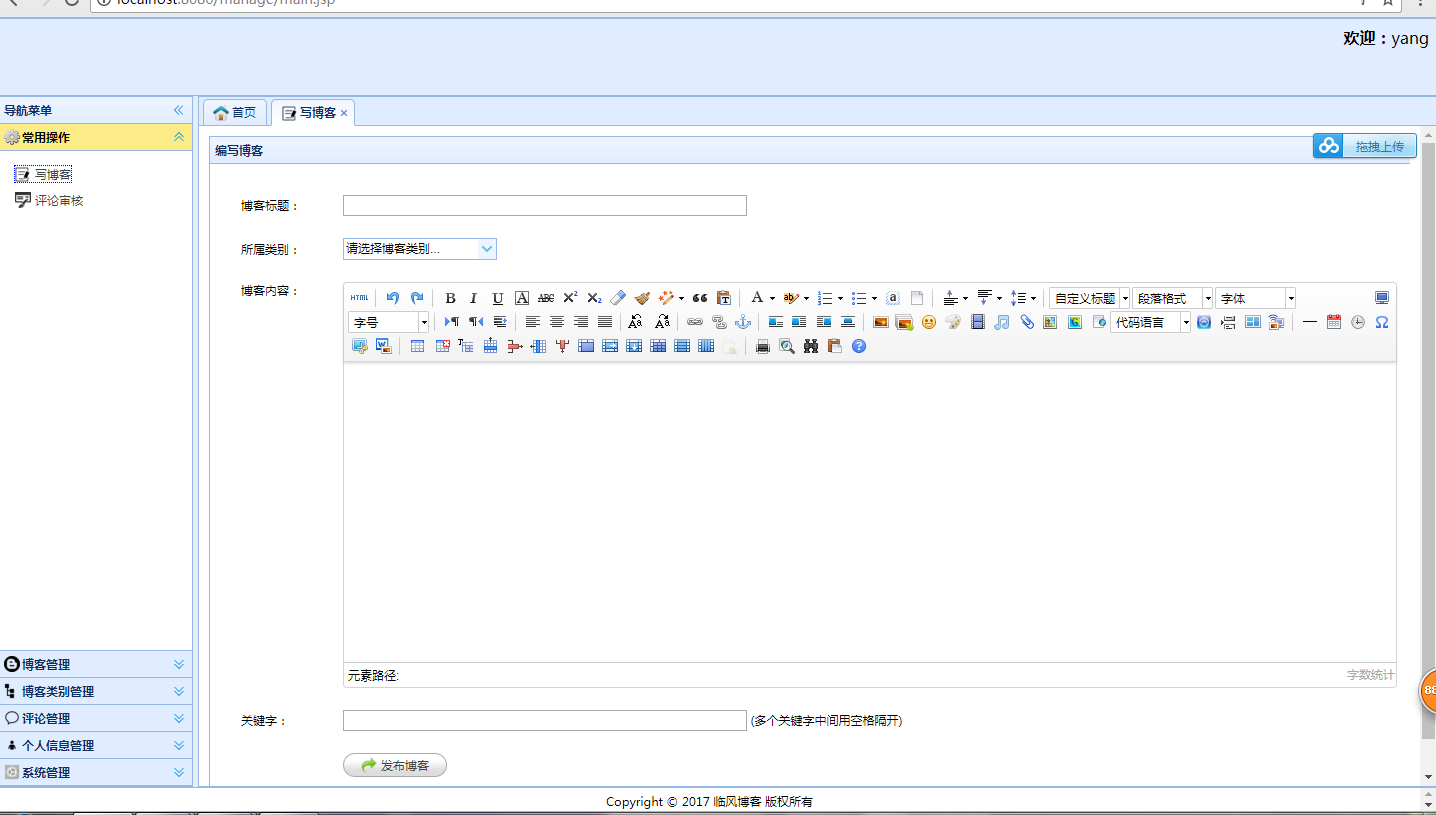 localhost:8080/manage/main.jsp
欢迎：yang
导航菜单
首页
写博客
常用操作
编写博客
拖拽上传
写博客
评论审核
博客标题：
所属类别：
请选择博客类别...
博客内容：
HTML
B I U A ABC X² X₂
A
ab
a
自定义标题
段落格式
字体
字号
代码语言
元素路径:
字数统计
博客管理
博客类别管理
评论管理
个人信息管理
系统管理
关键字：
(多个关键字中间用空格隔开)
发布博客
Copyright © 2017 临风博客 版权所有